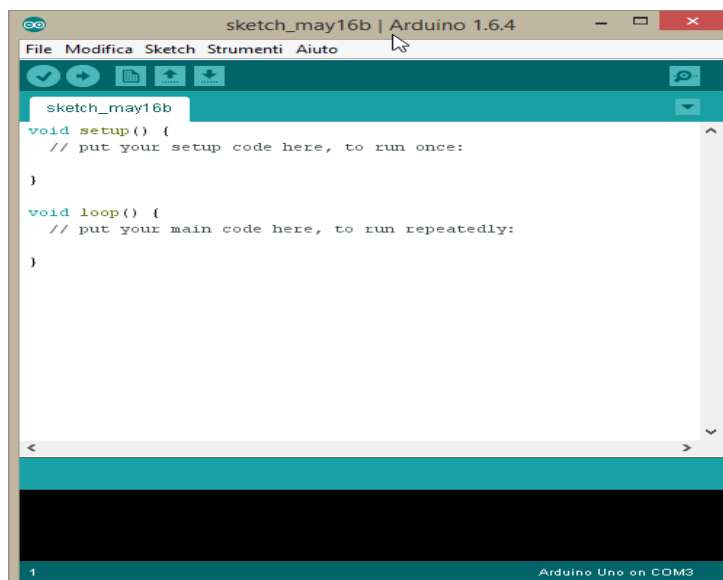 sketch_may16b | Arduino 1.6.4
File Modifica Sketch Strumenti Aiuto
sketch_may16b
void setup() {
  // put your setup code here, to run once:
}
void loop() {
  // put your main code here, to run repeatedly:
}
1 Arduino Uno on COM3